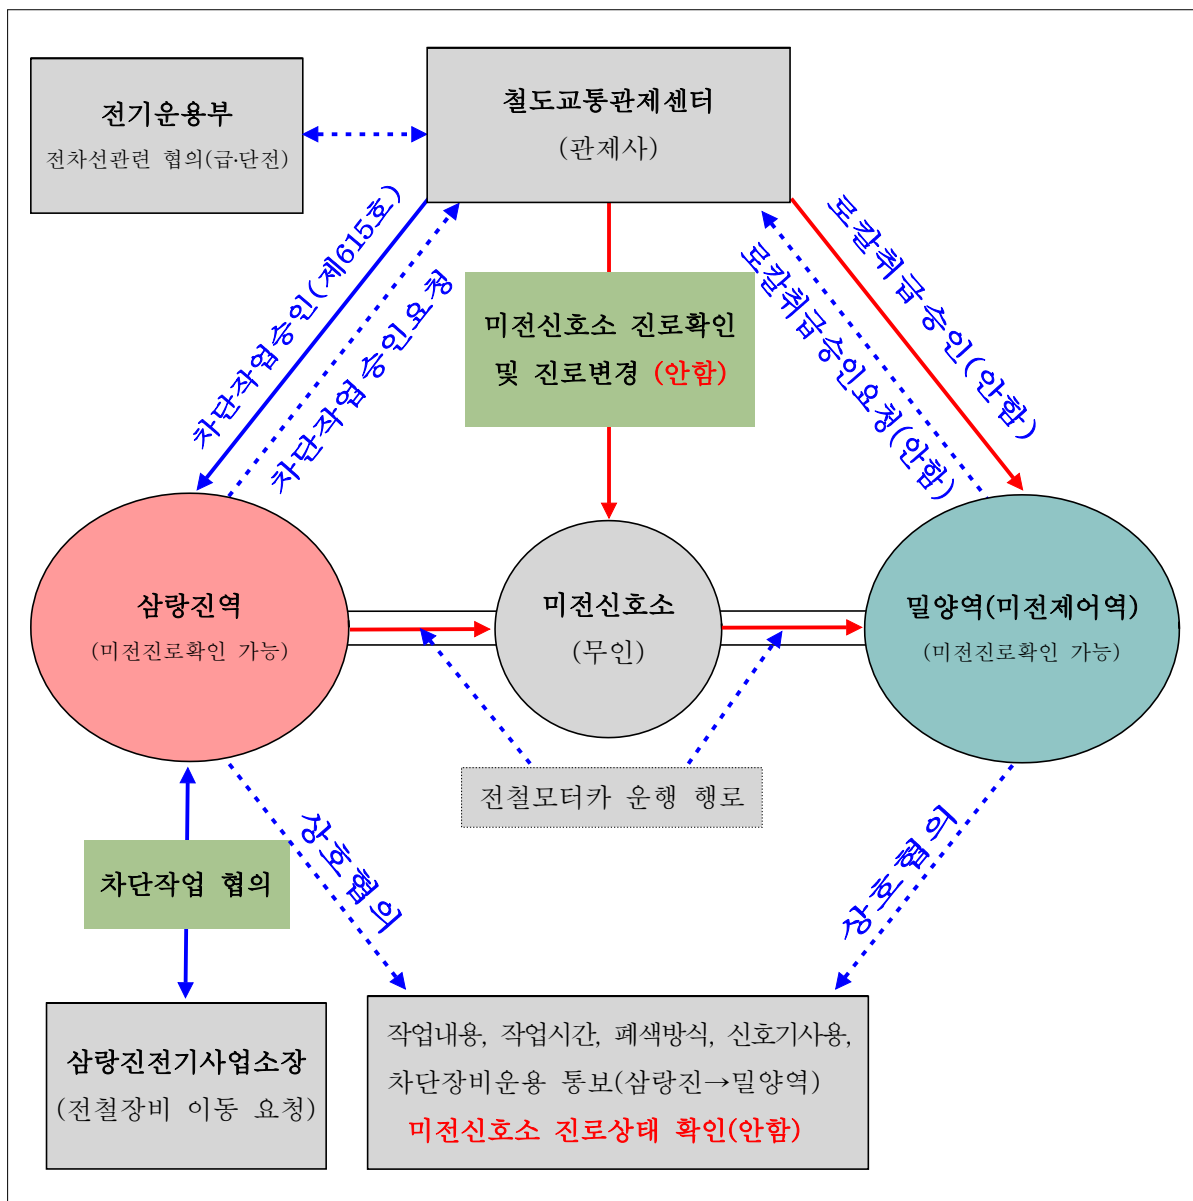 전기운용부
전차선관련 협의(급·단전)
철도교통관제센터
(관제사)
차단작업승인(제615호)
차단작업 승인요청
미전신호소 진로확인
및 진로변경 (안함)
로칼취급승인요청(안함)
로칼취급 승인(안함)
삼랑진역
(미전진로확인 가능)
미전신호소
(무인)
밀양역(미전제어역)
(미전진로확인 가능)
전철모터카 운행 행로
차단작업 협의
상호협의
상호협의
삼랑진전기사업소장
(전철장비 이동 요청)
작업내용, 작업시간, 폐색방식, 신호기사용,
차단장비운용 통보(삼랑진→밀양역)
미전신호소 진로상태 확인(안함)